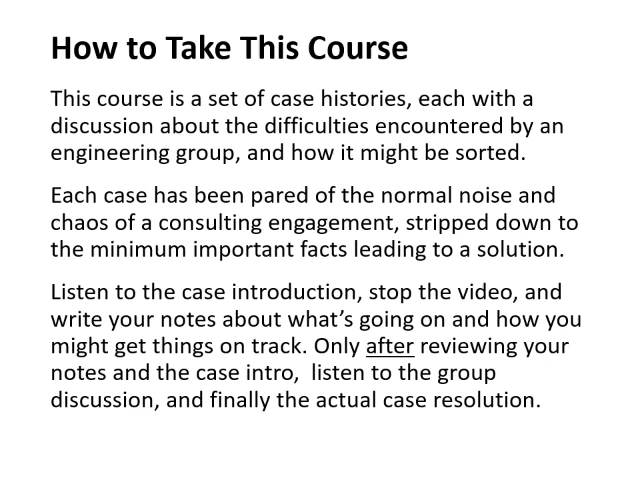 How to Take This Course
This course is a set of case histories, each with a
discussion about the difficulties encountered by an
engineering group, and how it might be sorted.
Each case has been pared of the normal noise and
chaos of a consulting engagement, stripped down to
the minimum important facts leading to a solution.
Listen to the case introduction, stop the video, and
write your notes about what’s going on and how you
might get things on track. Only after reviewing your
notes and the case intro,  listen to the group
discussion, and finally the actual case resolution.